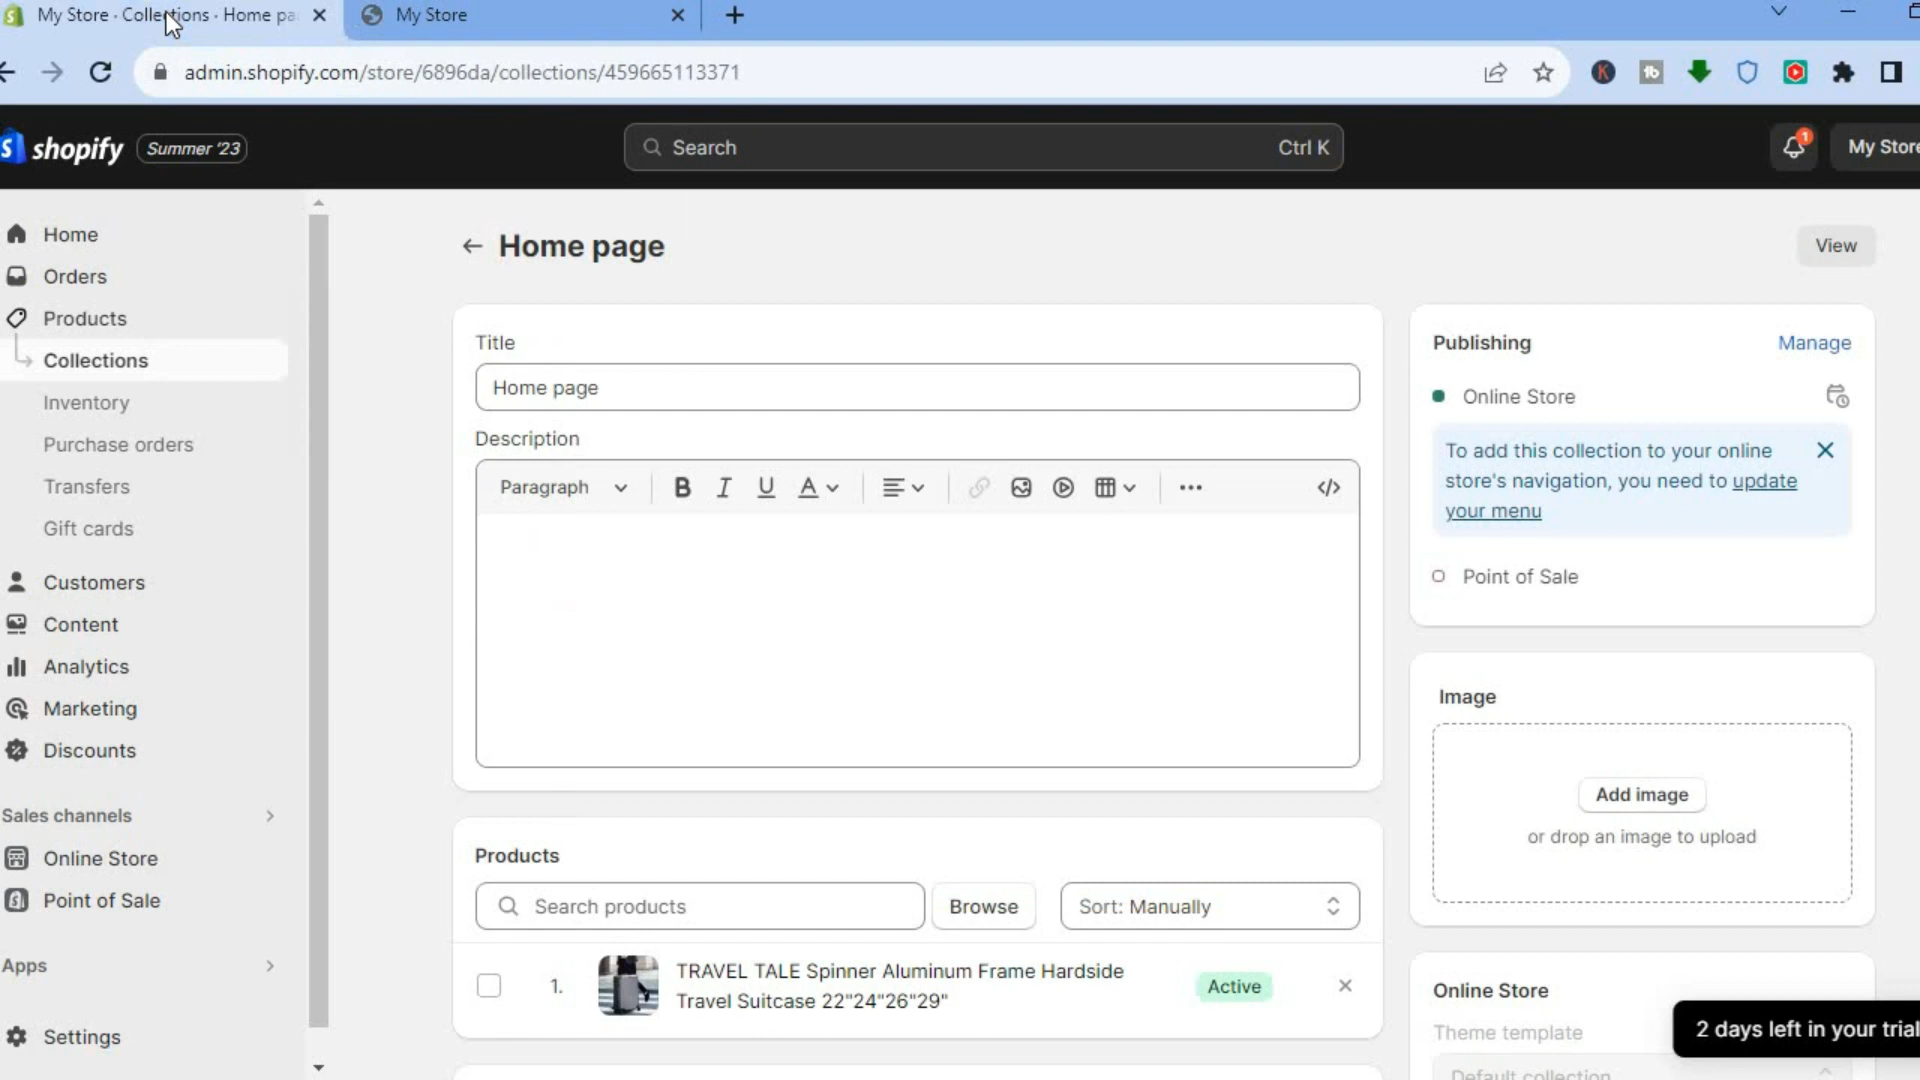 My Store · Collections · Home pa
My Store
admin.shopify.com/store/6896da/collections/459665113371
shopify
Summer '23
Search
Ctrl K
1
My Store
Home
Orders
Products
Collections
Inventory
Purchase orders
Transfers
Gift cards
Customers
Content
Analytics
Marketing
Discounts
Sales channels
Online Store
Point of Sale
Apps
Settings
Home page
View
Title
Home page
Description
Paragraph
B I U A
Products
Search products
Browse
Sort: Manually
1.
TRAVEL TALE Spinner Aluminum Frame Hardside
Travel Suitcase 22"24"26"29"
Active
Publishing
Manage
Online Store
To add this collection to your online
store's navigation, you need to update
your menu
Point of Sale
Image
Add image
or drop an image to upload
Online Store
Theme template
Default collection
2 days left in your trial